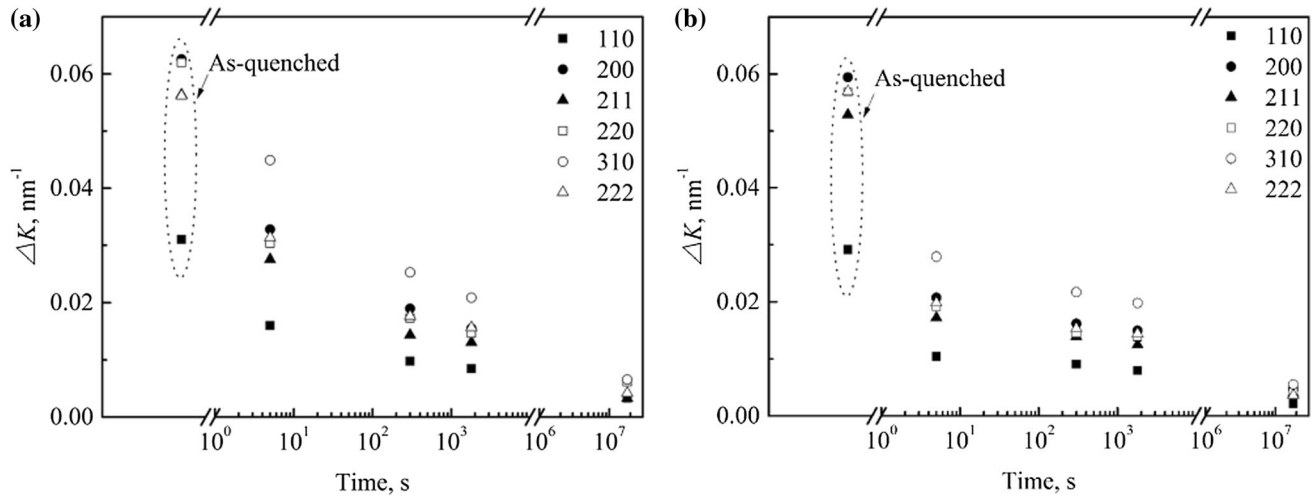 (a)
ΔK, nm⁻¹
0.06
0.04
0.02
0.00
As-quenched
110
200
211
220
310
222
10⁰ 10¹ 10² 10³ 10⁶ 10⁷
Time, s
(b)
ΔK, nm⁻¹
0.06
0.04
0.02
0.00
As-quenched
110
200
211
220
310
222
10⁰ 10¹ 10² 10³ 10⁶ 10⁷
Time, s